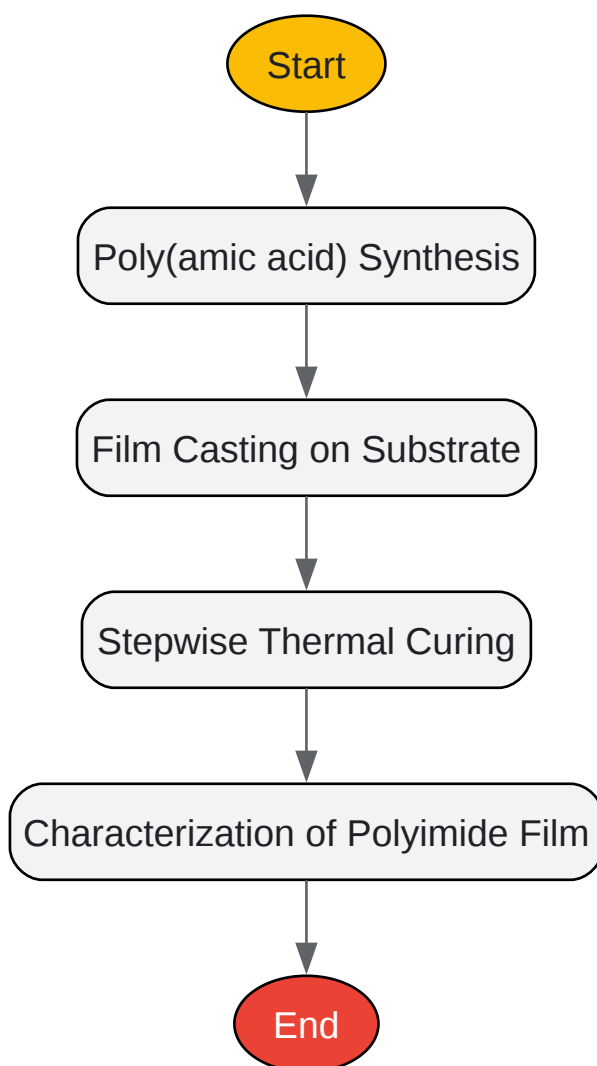 Start
Poly(amic acid) Synthesis
Film Casting on Substrate
Stepwise Thermal Curing
Characterization of Polyimide Film
End